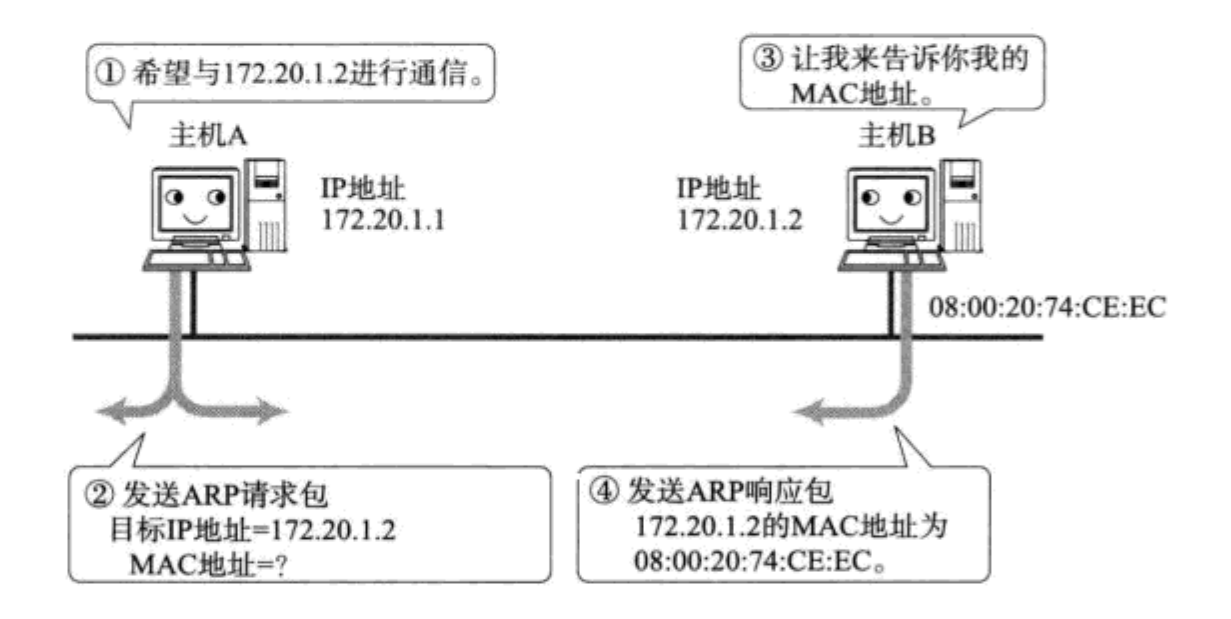 ① 希望与172.20.1.2进行通信。
③ 让我来告诉你我的
MAC地址。
主机A
主机B
IP地址
172.20.1.1
IP地址
172.20.1.2
08:00:20:74:CE:EC
② 发送ARP请求包
目标IP地址=172.20.1.2
MAC地址=?
④ 发送ARP响应包
172.20.1.2的MAC地址为
08:00:20:74:CE:EC。